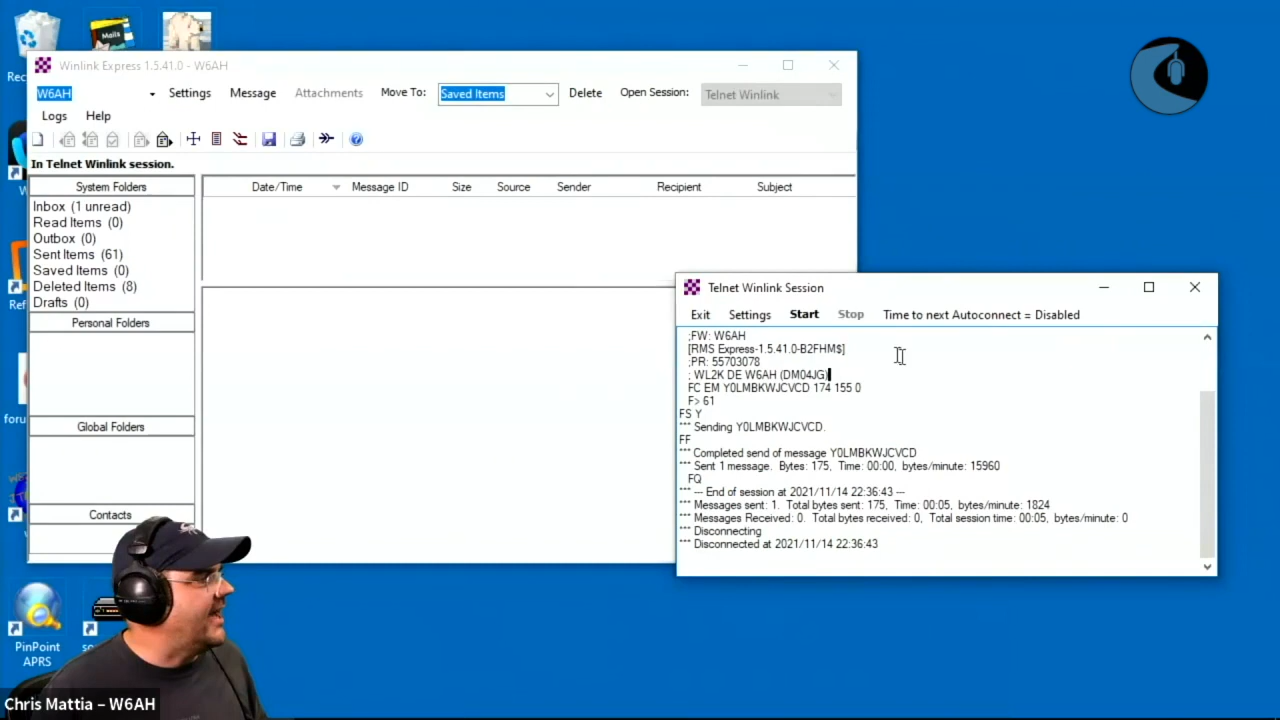 Mails
Rec
Winlink Express 1.5.41.0 - W6AH
W6AH Settings Message Attachments Move To: Saved Items Delete Open Session: Telnet Winlink
Logs Help
In Telnet Winlink session.
System Folders
Inbox (1 unread)
Read Items (0)
Outbox (0)
Sent Items (61)
Saved Items (0)
Deleted Items (8)
Drafts (0)
Personal Folders
Global Folders
Contacts
Date/Time Message ID Size Source Sender Recipient Subject
W
Ref
foru
PinPoint
APRS
Telnet Winlink Session
Exit Settings Start Stop Time to next Autoconnect = Disabled
;FW: W6AH
[RMS Express-1.5.41.0-B2FHM$]
;PR: 55703078
; WL2K DE W6AH (DM04JG)
FC EM Y0LMBKWJCVCD 174 155 0
F> 61
FS Y
*** Sending Y0LMBKWJCVCD.
FF
*** Completed send of message Y0LMBKWJCVCD
*** Sent 1 message. Bytes: 175, Time: 00:00, bytes/minute: 15960
FQ
*** --- End of session at 2021/11/14 22:36:43 ---
*** Messages sent: 1. Total bytes sent: 175, Time: 00:05, bytes/minute: 1824
*** Messages Received: 0. Total bytes received: 0, Total session time: 00:05, bytes/minute: 0
*** Disconnecting
*** Disconnected at 2021/11/14 22:36:43
Chris Mattia – W6AH